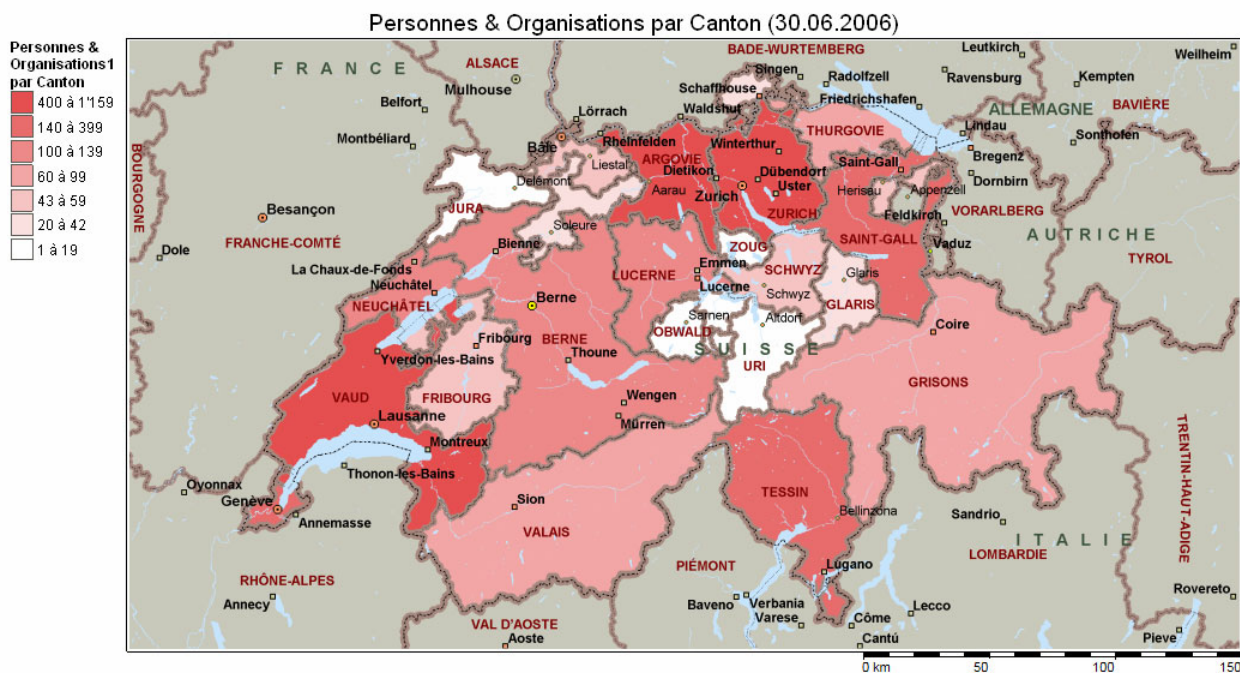 Personnes & Organisations par Canton (30.06.2006)
Personnes &
Organisations1
par Canton
400 à 1'159
140 à 399
100 à 139
60 à 99
43 à 59
20 à 42
1 à 19
FRANCE
ALSACE
Mulhouse
BADE-WURTEMBERG
Leutkirch
Weilheim
Singen
Radolfzell
Ravensburg
Kempten
Schaffhouse
Belfort
Lörrach
Waldshut
Friedrichshafen
ALLEMAGNE
BAVIÈRE
Montbéliard
Bâle
Rheinfelden
THURGOVIE
Lindau
Sonthofen
BOURGOGNE
Liestal
ARGOVIE
Winterthur
Saint-Gall
Bregenz
Delémont
Dietikon
Dübendorf
Dornbirn
Besançon
JURA
Aarau
Zurich
Uster
Herisau
Appenzell
ZURICH
Feldkirch
VORARLBERG
FRANCHE-COMTÉ
Soleure
SAINT-GALL
AUTRICHE
Dole
Bienne
ZOUG
Vaduz
TYROL
La Chaux-de-Fonds
Emmen
SCHWYZ
LUCERNE
Glaris
Neuchâtel
Lucerne
Schwyz
NEUCHÂTEL
Berne
GLARIS
Sarnen
Altdorf
OBWALD
Coire
Fribourg
BERNE
SUISSE
Yverdon-les-Bains
Thoune
URI
GRISONS
VAUD
FRIBOURG
Wengen
Lausanne
Mürren
Montreux
TRENTIN-HAUT-ADIGE
Thonon-les-Bains
Oyonnax
Genève
Sion
TESSIN
Annemasse
Bellinzona
Sandrio
VALAIS
ITALIE
LOMBARDIE
RHÔNE-ALPES
PIÉMONT
Lugano
Annecy
Baveno
Verbania
Lecco
Rovereto
VAL D'AOSTE
Varese
Côme
Aoste
Cantú
Pieve
0 km 50 100 150